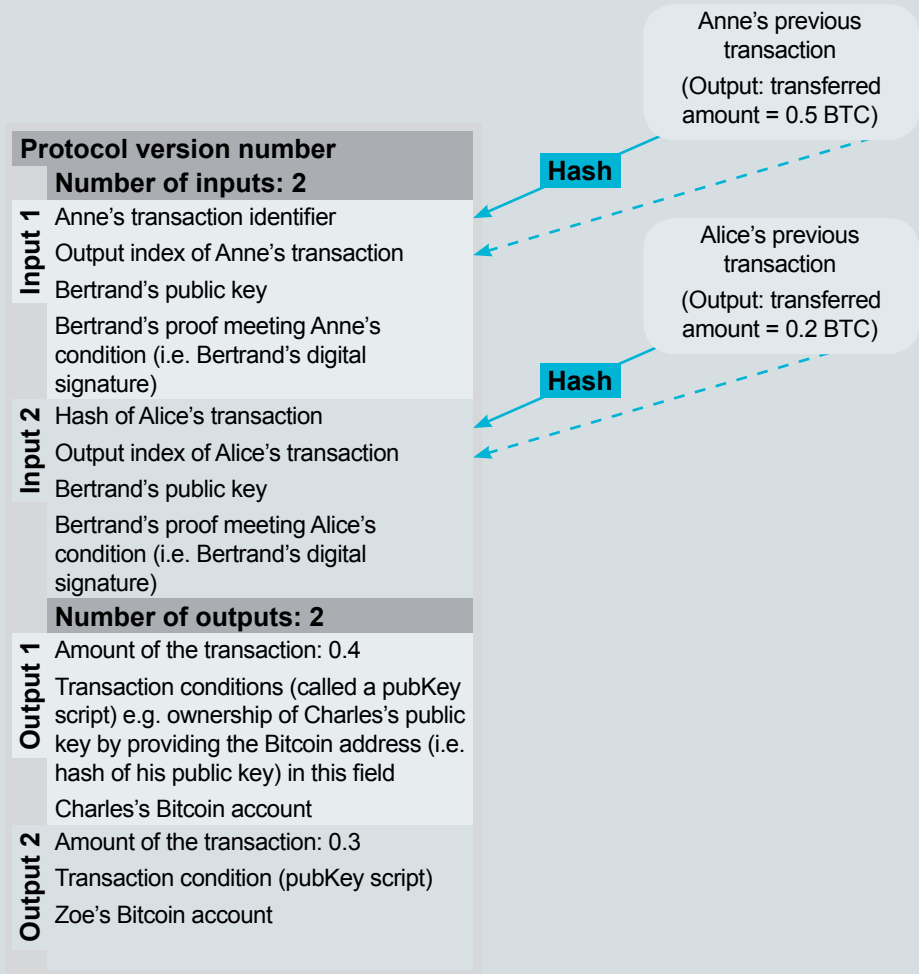 Anne's previous
transaction
(Output: transferred
amount = 0.5 BTC)
Protocol version number
Hash
Number of inputs: 2
Input 1
Anne's transaction identifier
Output index of Anne's transaction
Bertrand's public key
Bertrand's proof meeting Anne's
condition (i.e. Bertrand's digital
signature)
Alice's previous
transaction
(Output: transferred
amount = 0.2 BTC)
Hash
Input 2
Hash of Alice's transaction
Output index of Alice's transaction
Bertrand's public key
Bertrand's proof meeting Alice's
condition (i.e. Bertrand's digital
signature)
Number of outputs: 2
Output 1
Amount of the transaction: 0.4
Transaction conditions (called a pubKey
script) e.g. ownership of Charles's public
key by providing the Bitcoin address (i.e.
hash of his public key) in this field
Charles's Bitcoin account
Output 2
Amount of the transaction: 0.3
Transaction condition (pubKey script)
Zoe's Bitcoin account